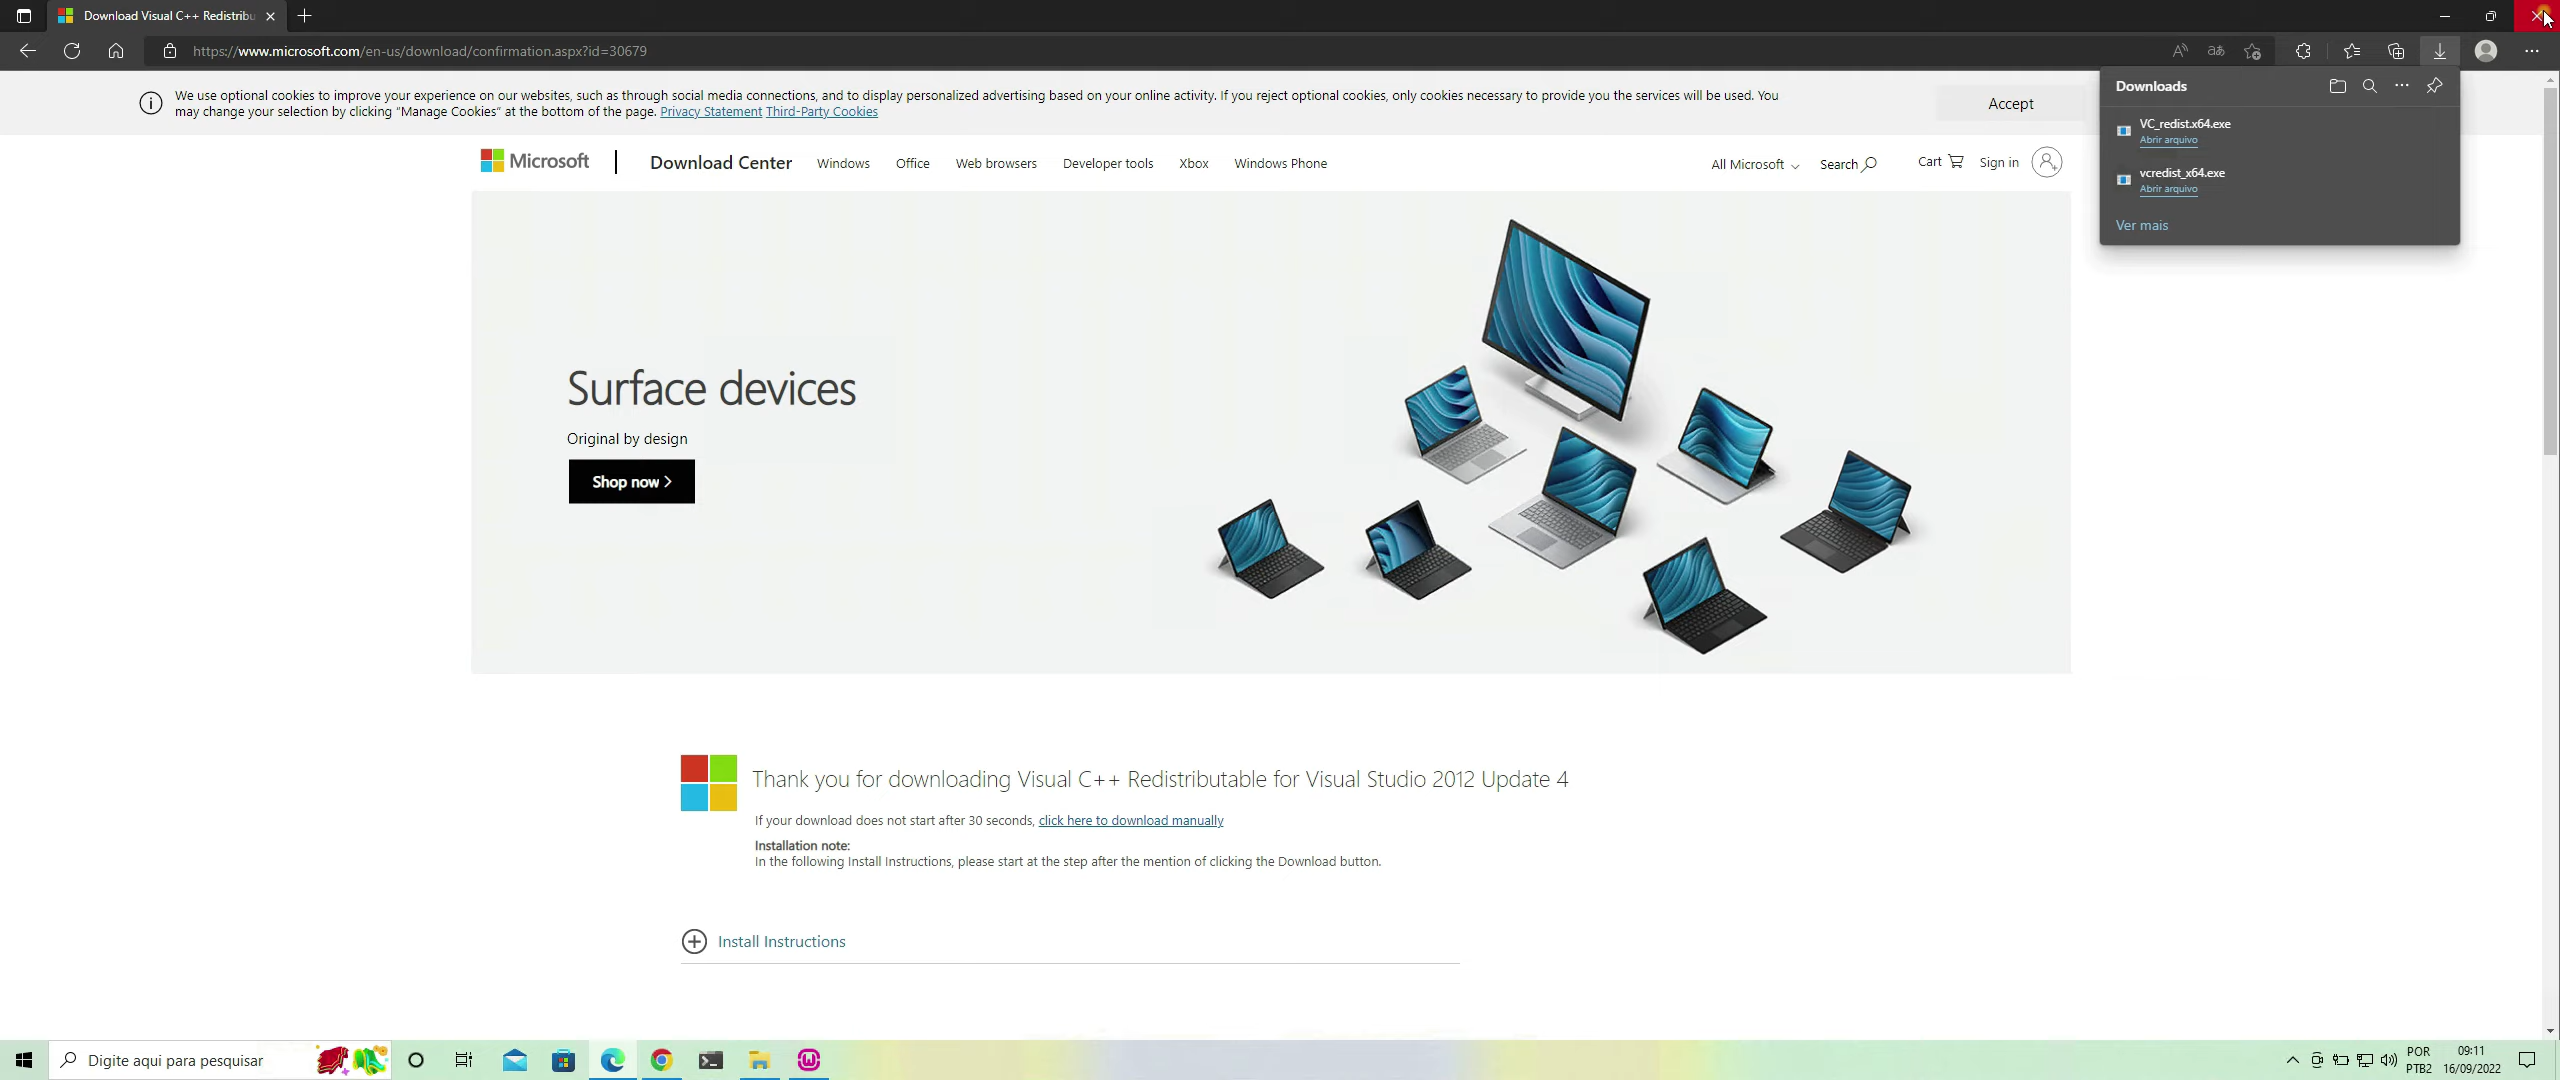 Download Visual C++ Redistribu
https://www.microsoft.com/en-us/download/confirmation.aspx?id=30679
We use optional cookies to improve your experience on our websites, such as through social media connections, and to display personalized advertising based on your online activity. If you reject optional cookies, only cookies necessary to provide you the services will be used. You
may change your selection by clicking "Manage Cookies" at the bottom of the page. Privacy Statement Third-Party Cookies
Accept
Downloads
VC_redist.x64.exe
Abrir arquivo
vcredist_x64.exe
Abrir arquivo
Ver mais
Microsoft
Download Center
Windows
Office
Web browsers
Developer tools
Xbox
Windows Phone
All Microsoft
Search
Cart
Sign in
Surface devices
Original by design
Shop now
Thank you for downloading Visual C++ Redistributable for Visual Studio 2012 Update 4
If your download does not start after 30 seconds, click here to download manually
Installation note:
In the following Install Instructions, please start at the step after the mention of clicking the Download button.
Install Instructions
Digite aqui para pesquisar
POR
PTB2
09:11
16/09/2022